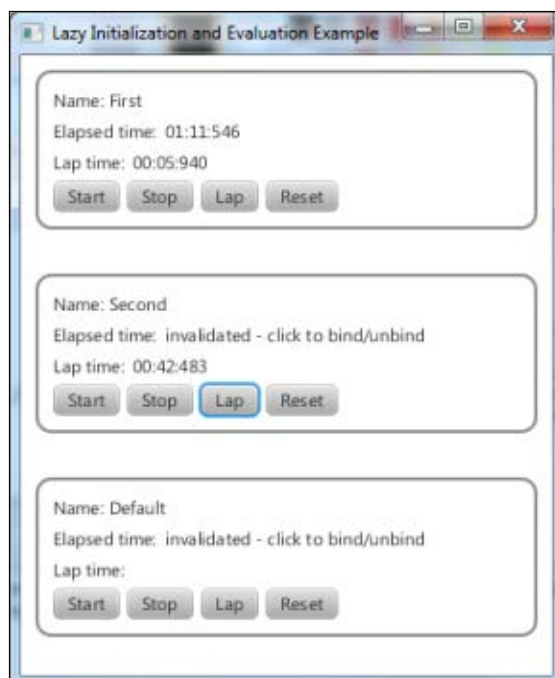 Lazy Initialization and Evaluation Example
Name: First
Elapsed time: 01:11:546
Lap time: 00:05:940
Start Stop Lap Reset
Name: Second
Elapsed time: invalidated - click to bind/unbind
Lap time: 00:42:483
Start Stop Lap Reset
Name: Default
Elapsed time: invalidated - click to bind/unbind
Lap time:
Start Stop Lap Reset